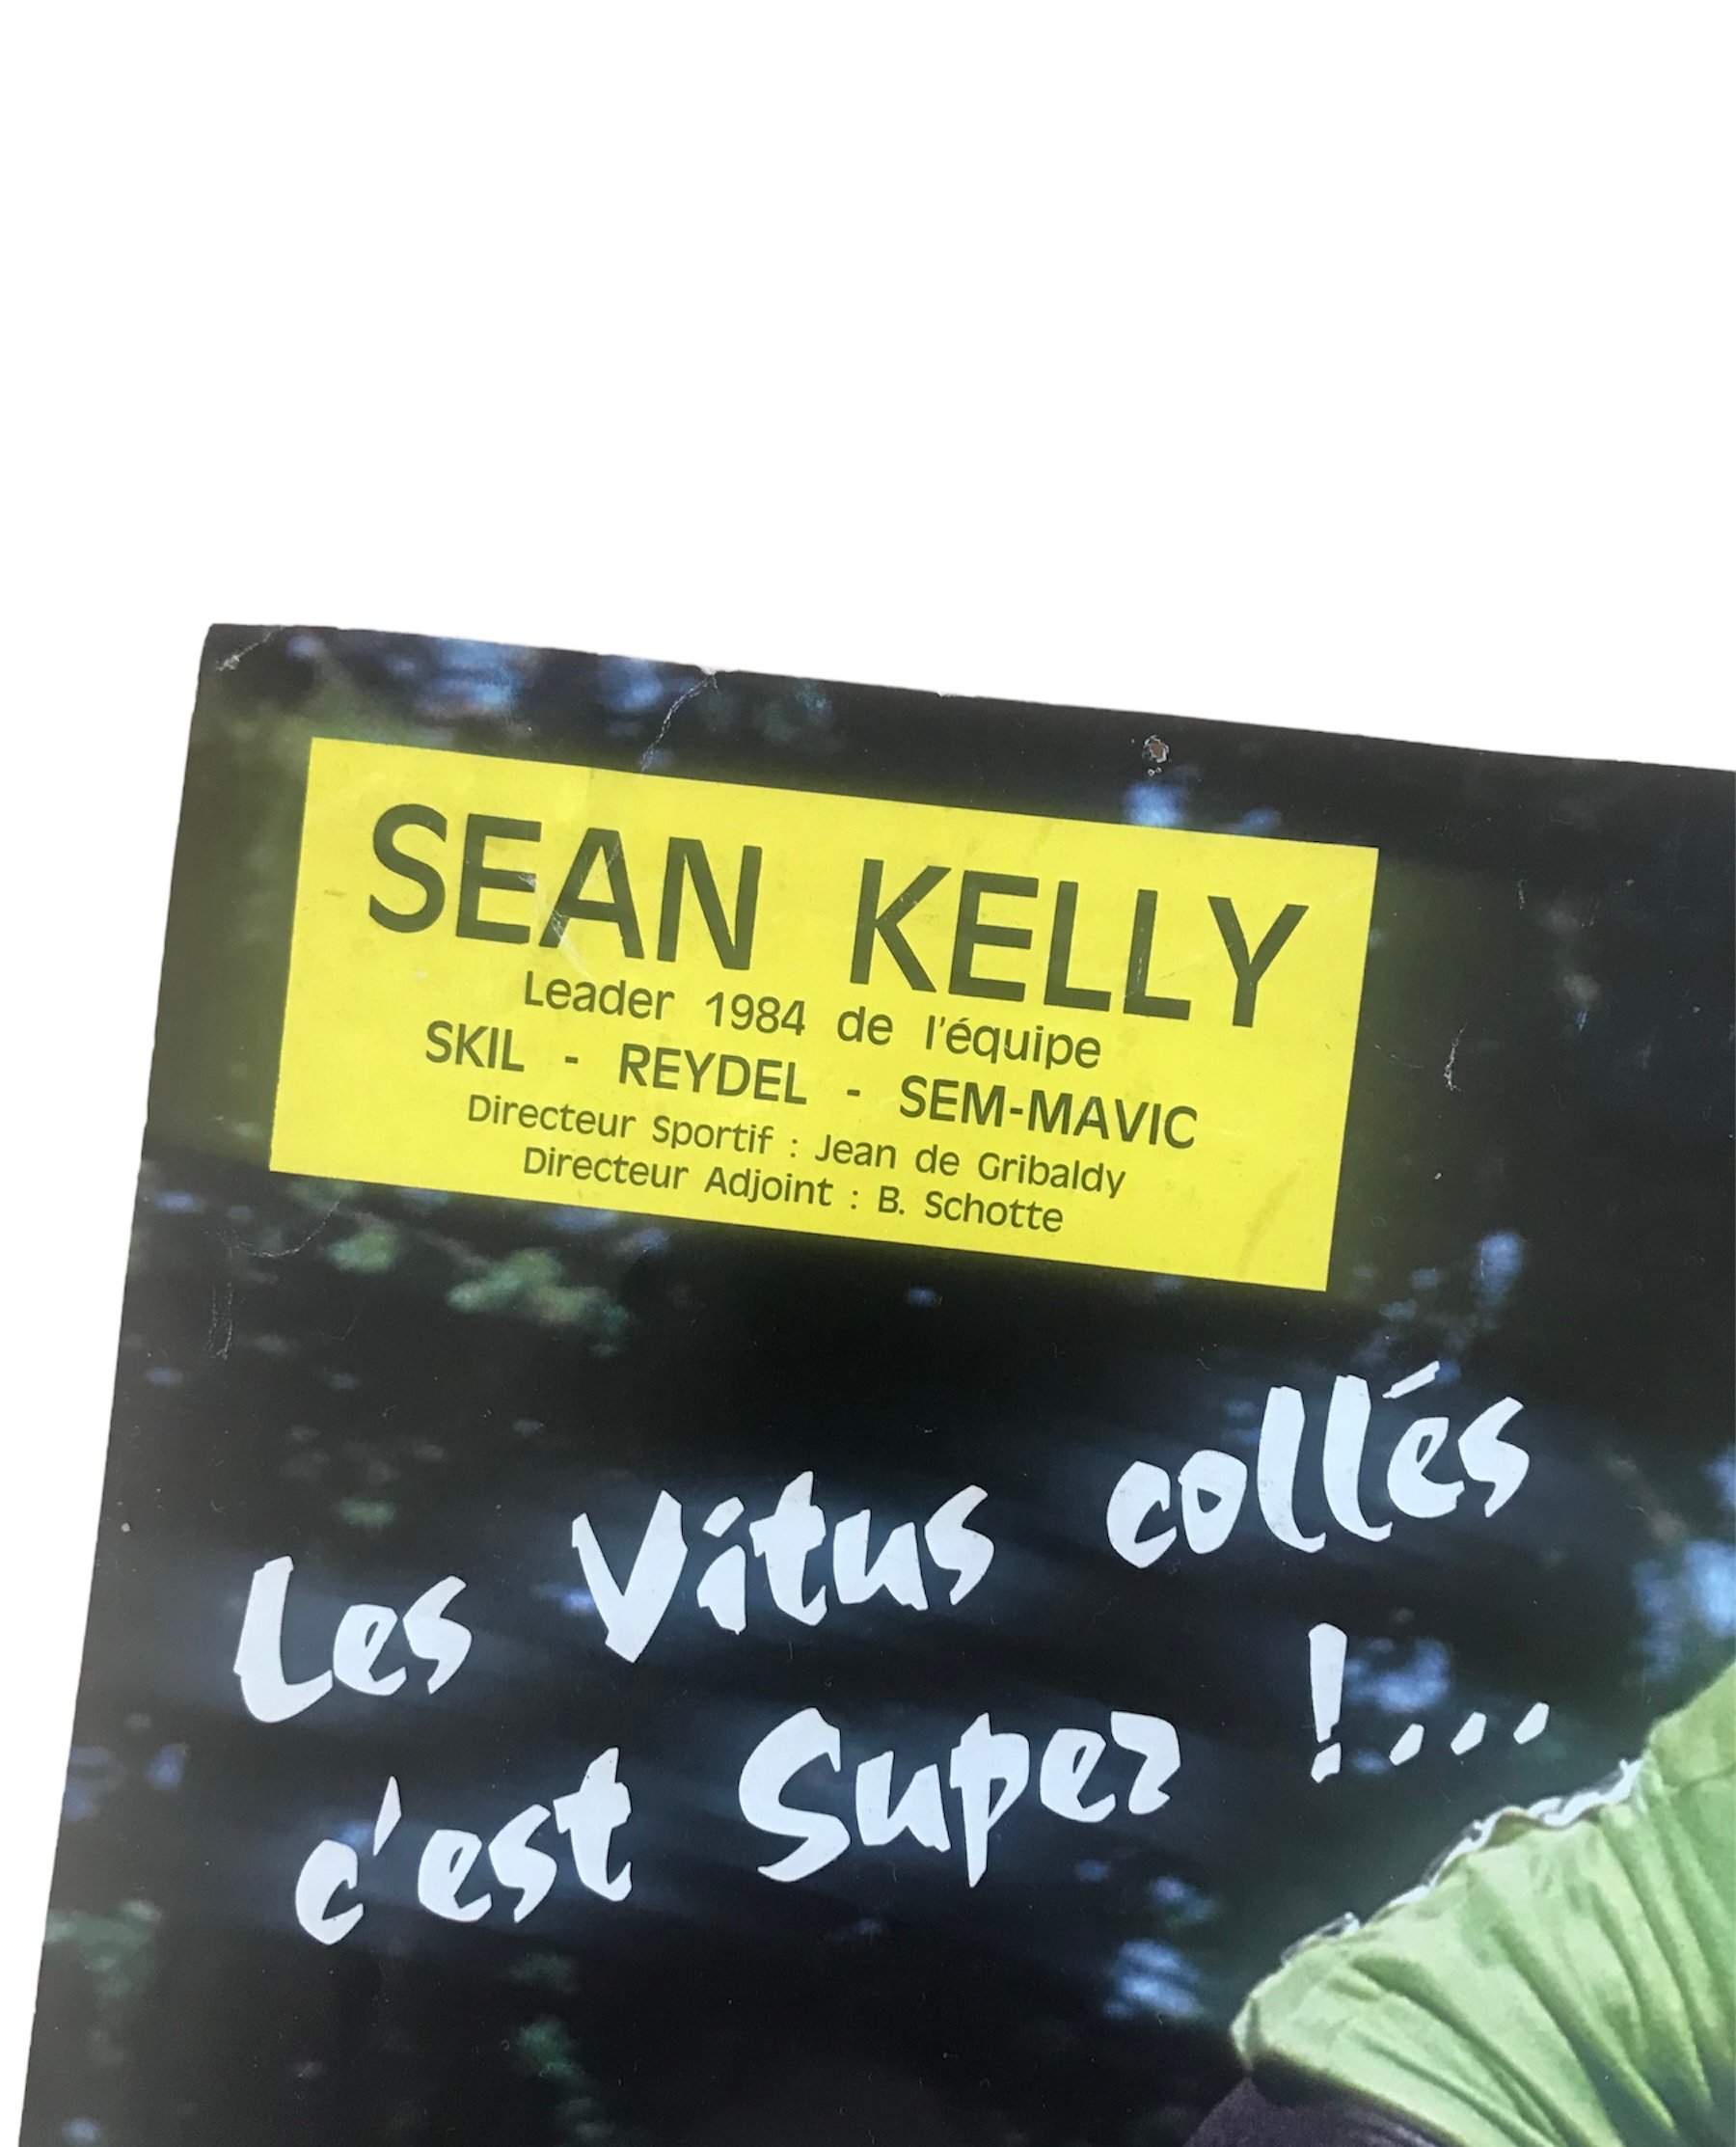 SEAN KELLY
Leader 1984 de l'équipe
SKIL - REYDEL - SEM-MAVIC
Directeur Sportif : Jean de Gribaldy
Directeur Adjoint : B. Schotte
Les Vitus collés
c'est Super !...